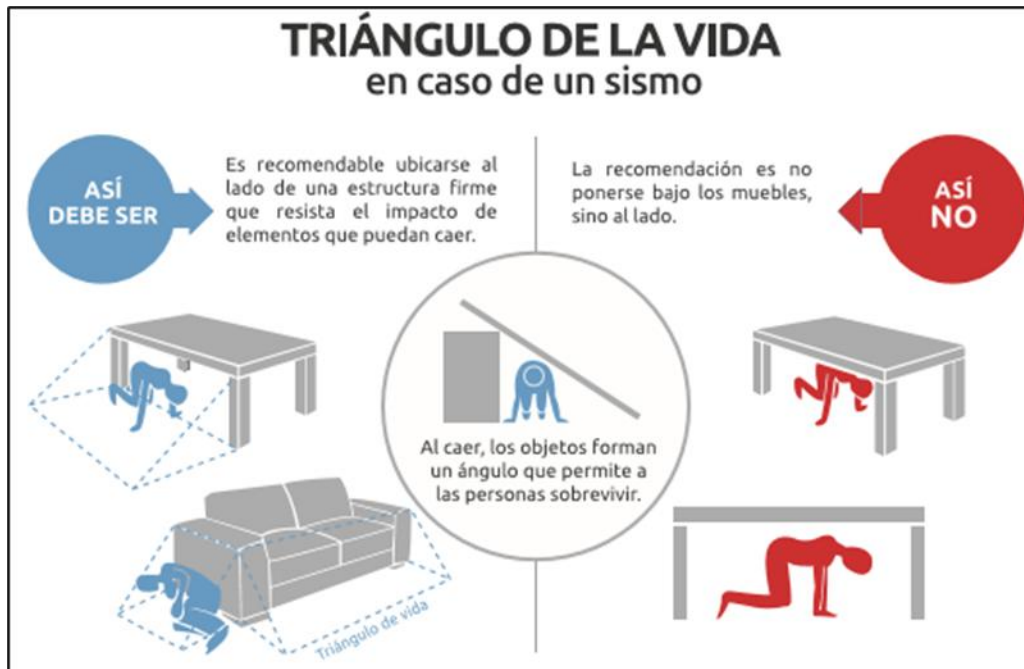 TRIÁNGULO DE LA VIDA
en caso de un sismo
ASÍ
DEBE SER
Es recomendable ubicarse al
lado de una estructura firme
que resista el impacto de
elementos que puedan caer.
La recomendación es no
ponerse bajo los muebles,
sino al lado.
ASÍ
NO
Al caer, los objetos forman
un ángulo que permite a
las personas sobrevivir.
Triángulo de vida